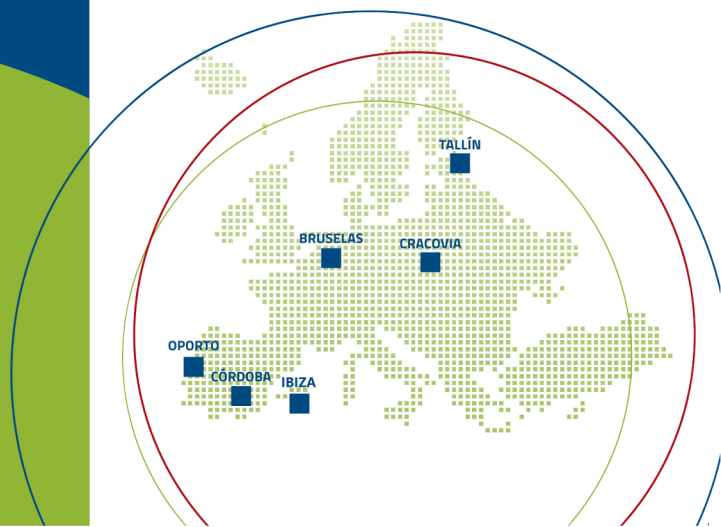 TALLÍN
BRUSELAS
CRACOVIA
OPORTO
CÓRDOBA
IBIZA